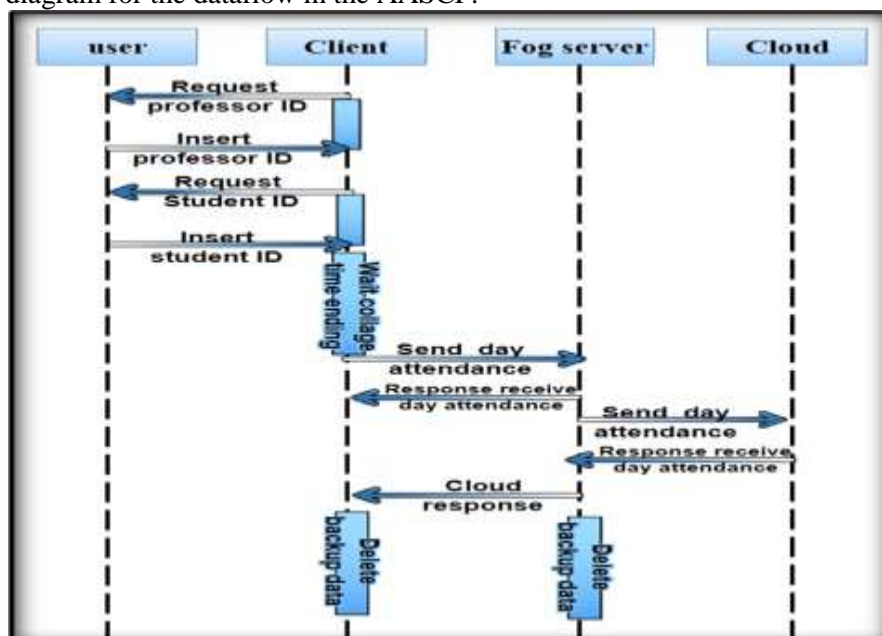 diagram for the dataflow in the AASCF.
user
Client
Fog server
Cloud
Request
professor ID
Insert
professor ID
Request
Student ID
Insert
student ID
Wait collage
time ending
Send day
attendance
Response receive
day attendance
Send day
attendance
Response receive
day attendance
Cloud
response
Delete
backup data
Delete
backup data